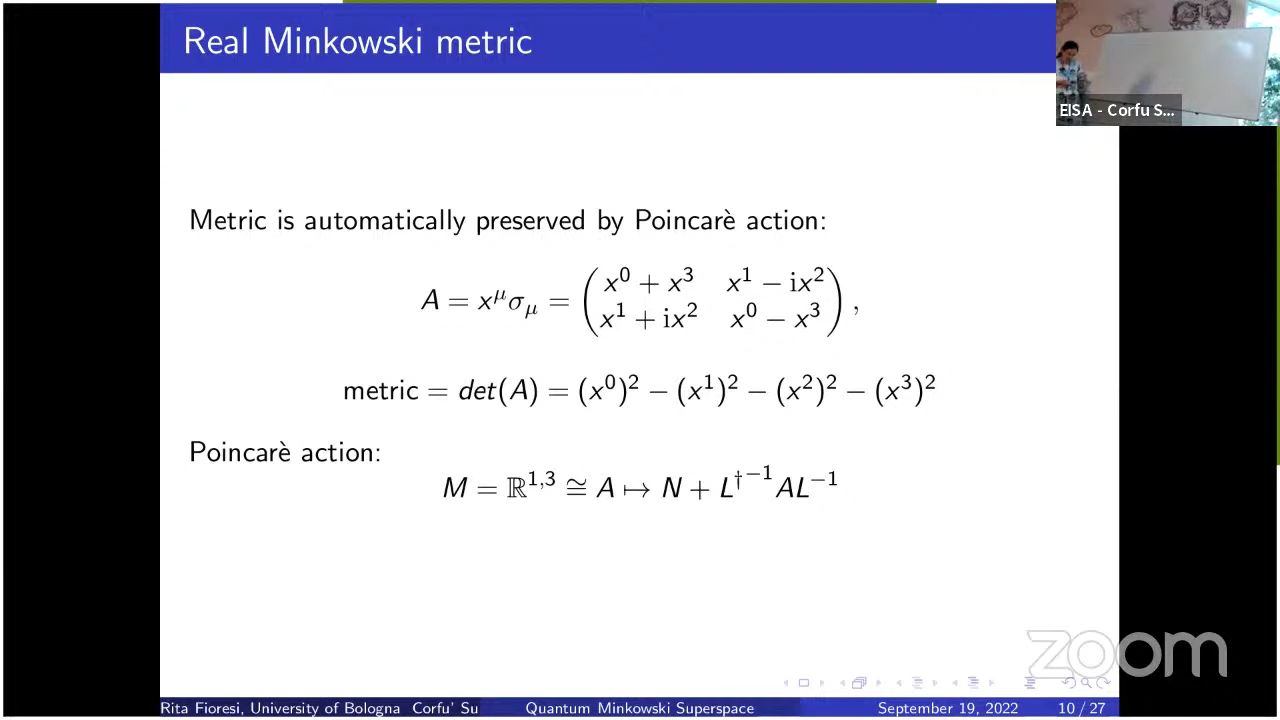 Real Minkowski metric
EISA - Corfu S...
Metric is automatically preserved by Poincarè action:
A = x^μ σ_μ = ( x^0 + x^3   x^1 − ix^2
x^1 + ix^2   x^0 − x^3 ) ,
metric = det(A) = (x^0)^2 − (x^1)^2 − (x^2)^2 − (x^3)^2
Poincarè action:
M = ℝ^{1,3} ≅ A ↦ N + L^{†^{−1}} A L^{−1}
zoom
Rita Fioresi, University of Bologna Corfu' Su Quantum Minkowski Superspace September 19, 2022 10 / 27